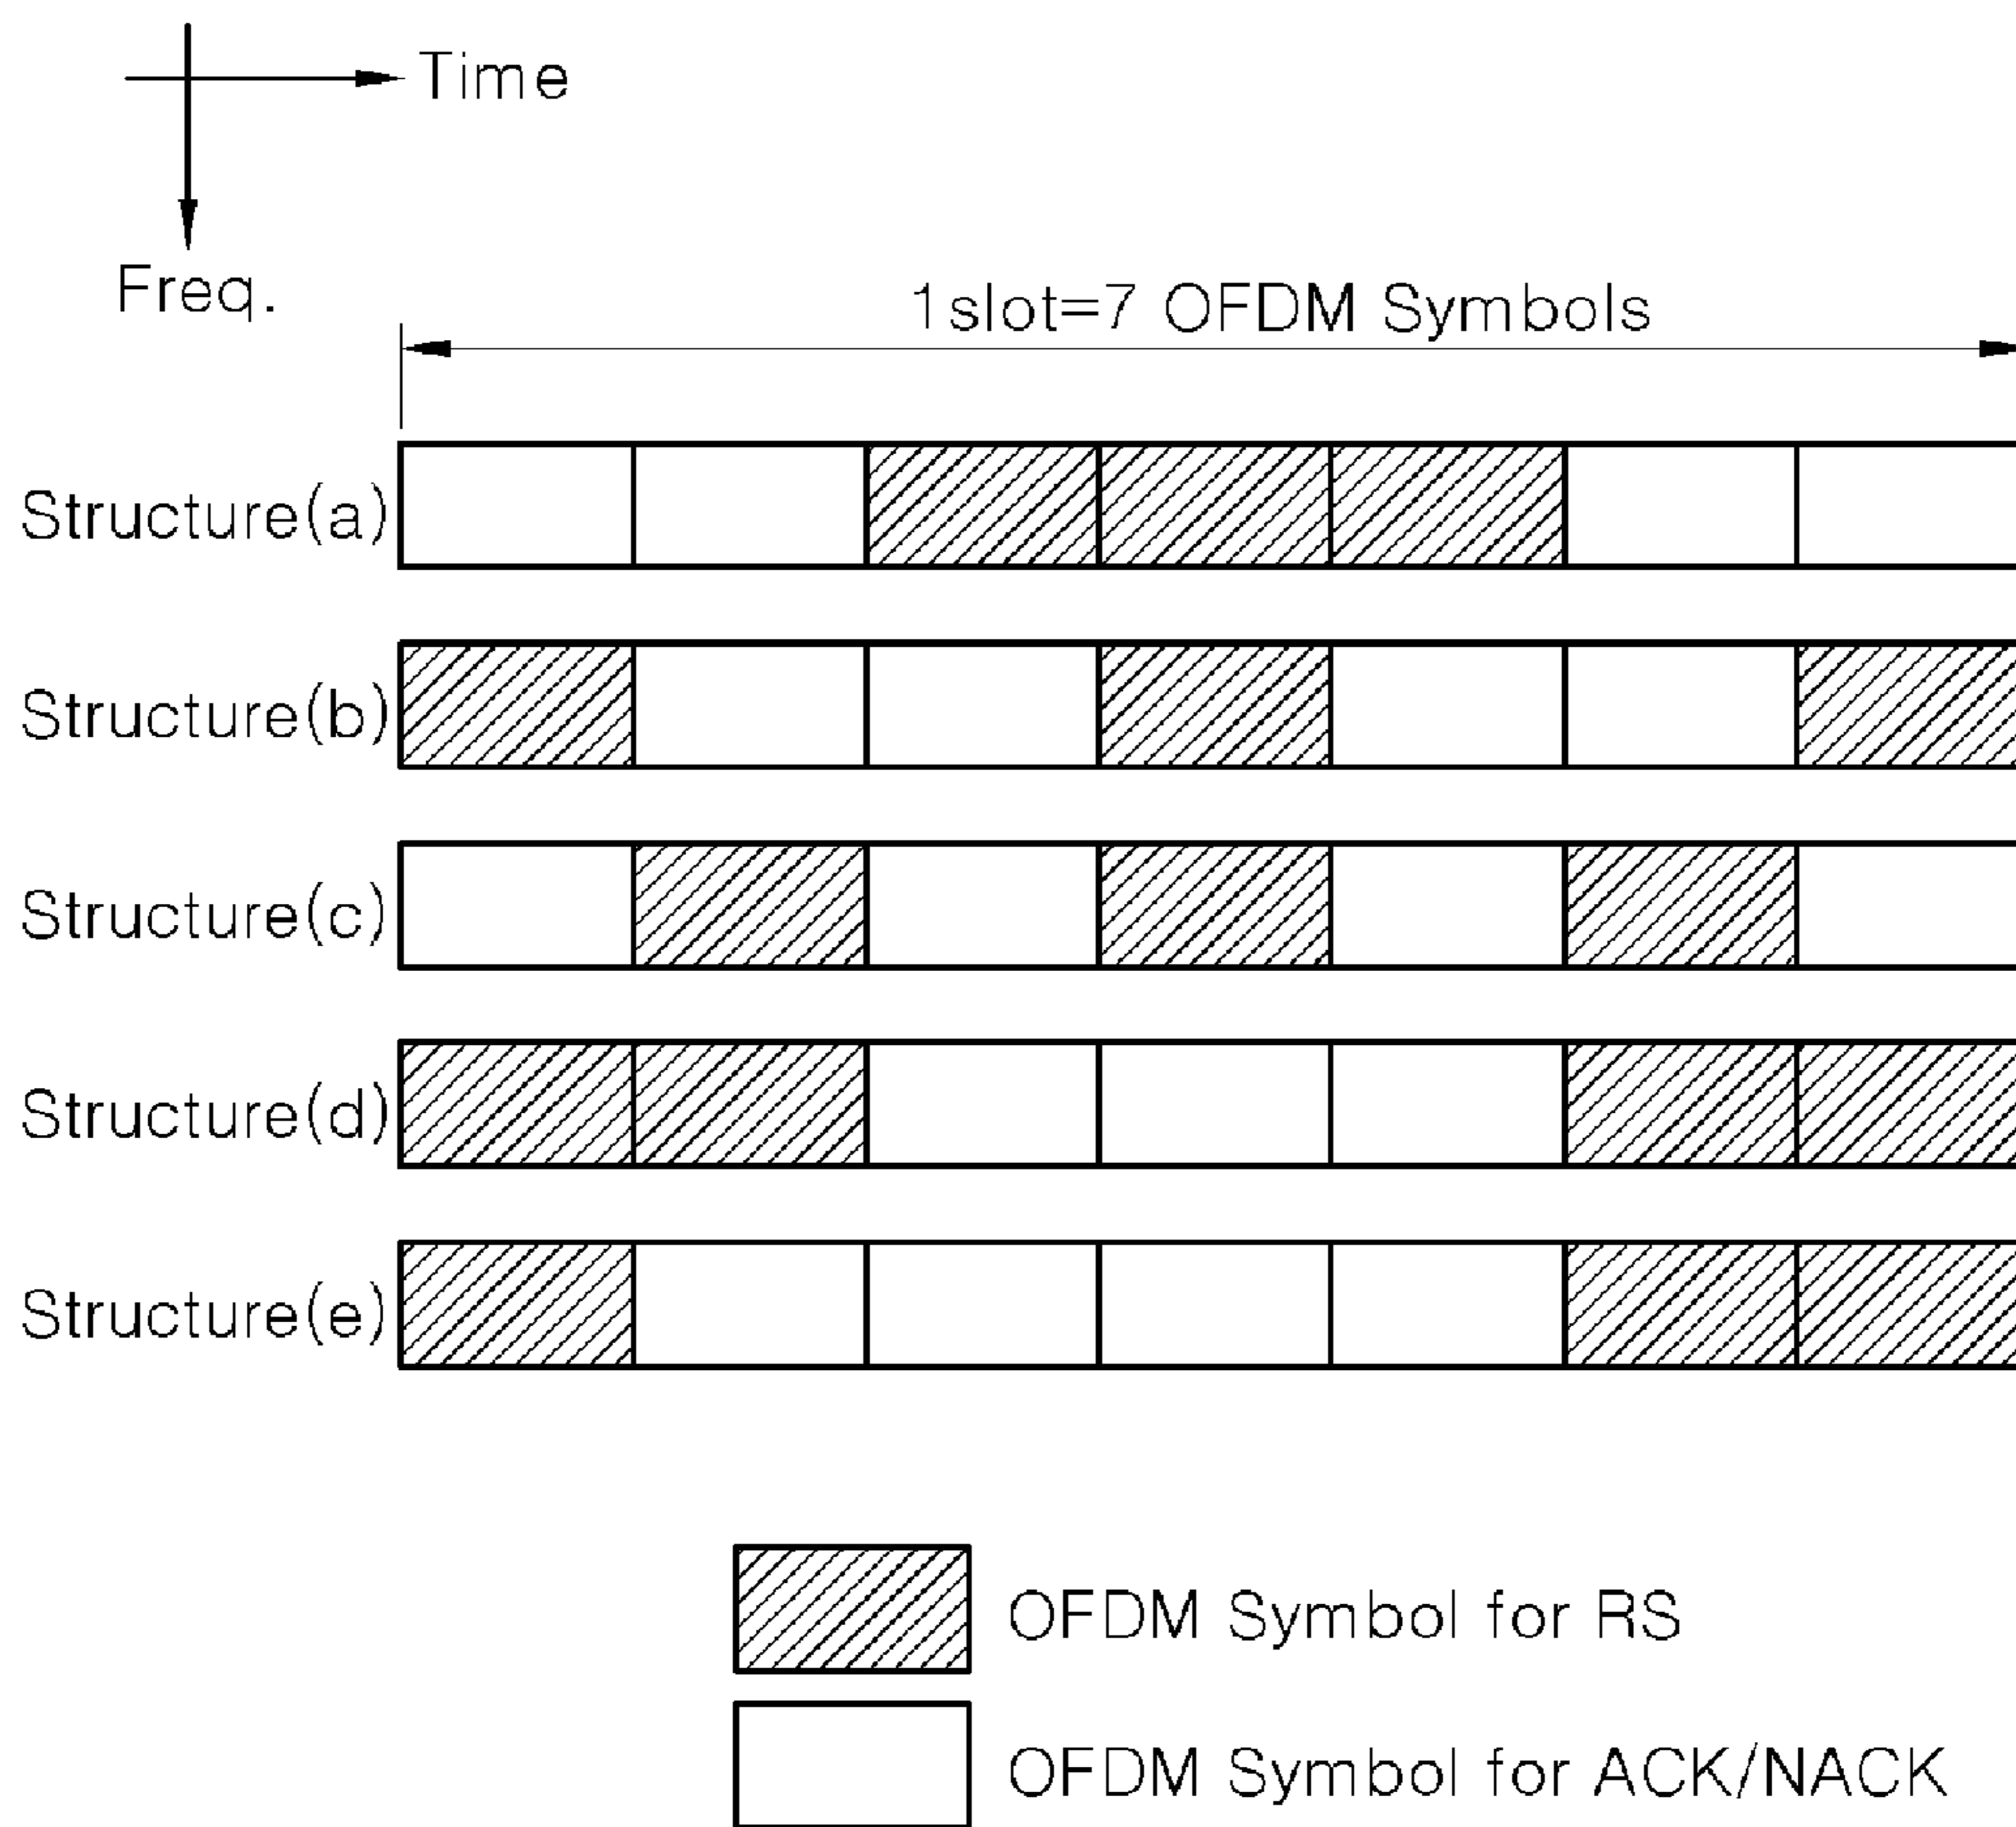 Time
Freq.
1slot=7 OFDM Symbols
Structure(a)
Structure(b)
Structure(c)
Structure(d)
Structure(e)
OFDM Symbol for RS
OFDM Symbol for ACK/NACK